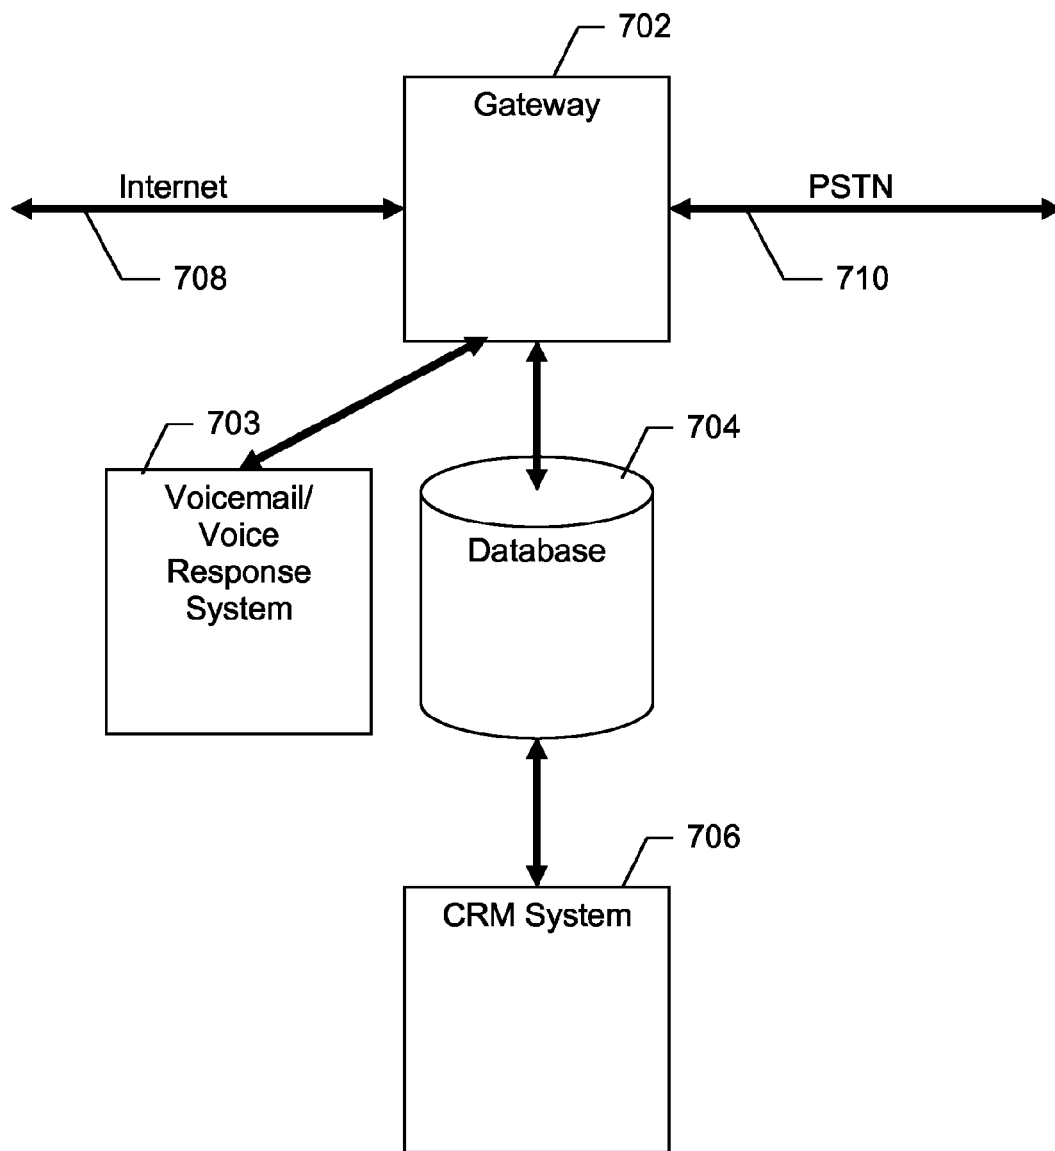 702
Gateway
Internet
PSTN
708
710
703
704
Voicemail/
Voice
Response
System
Database
706
CRM System